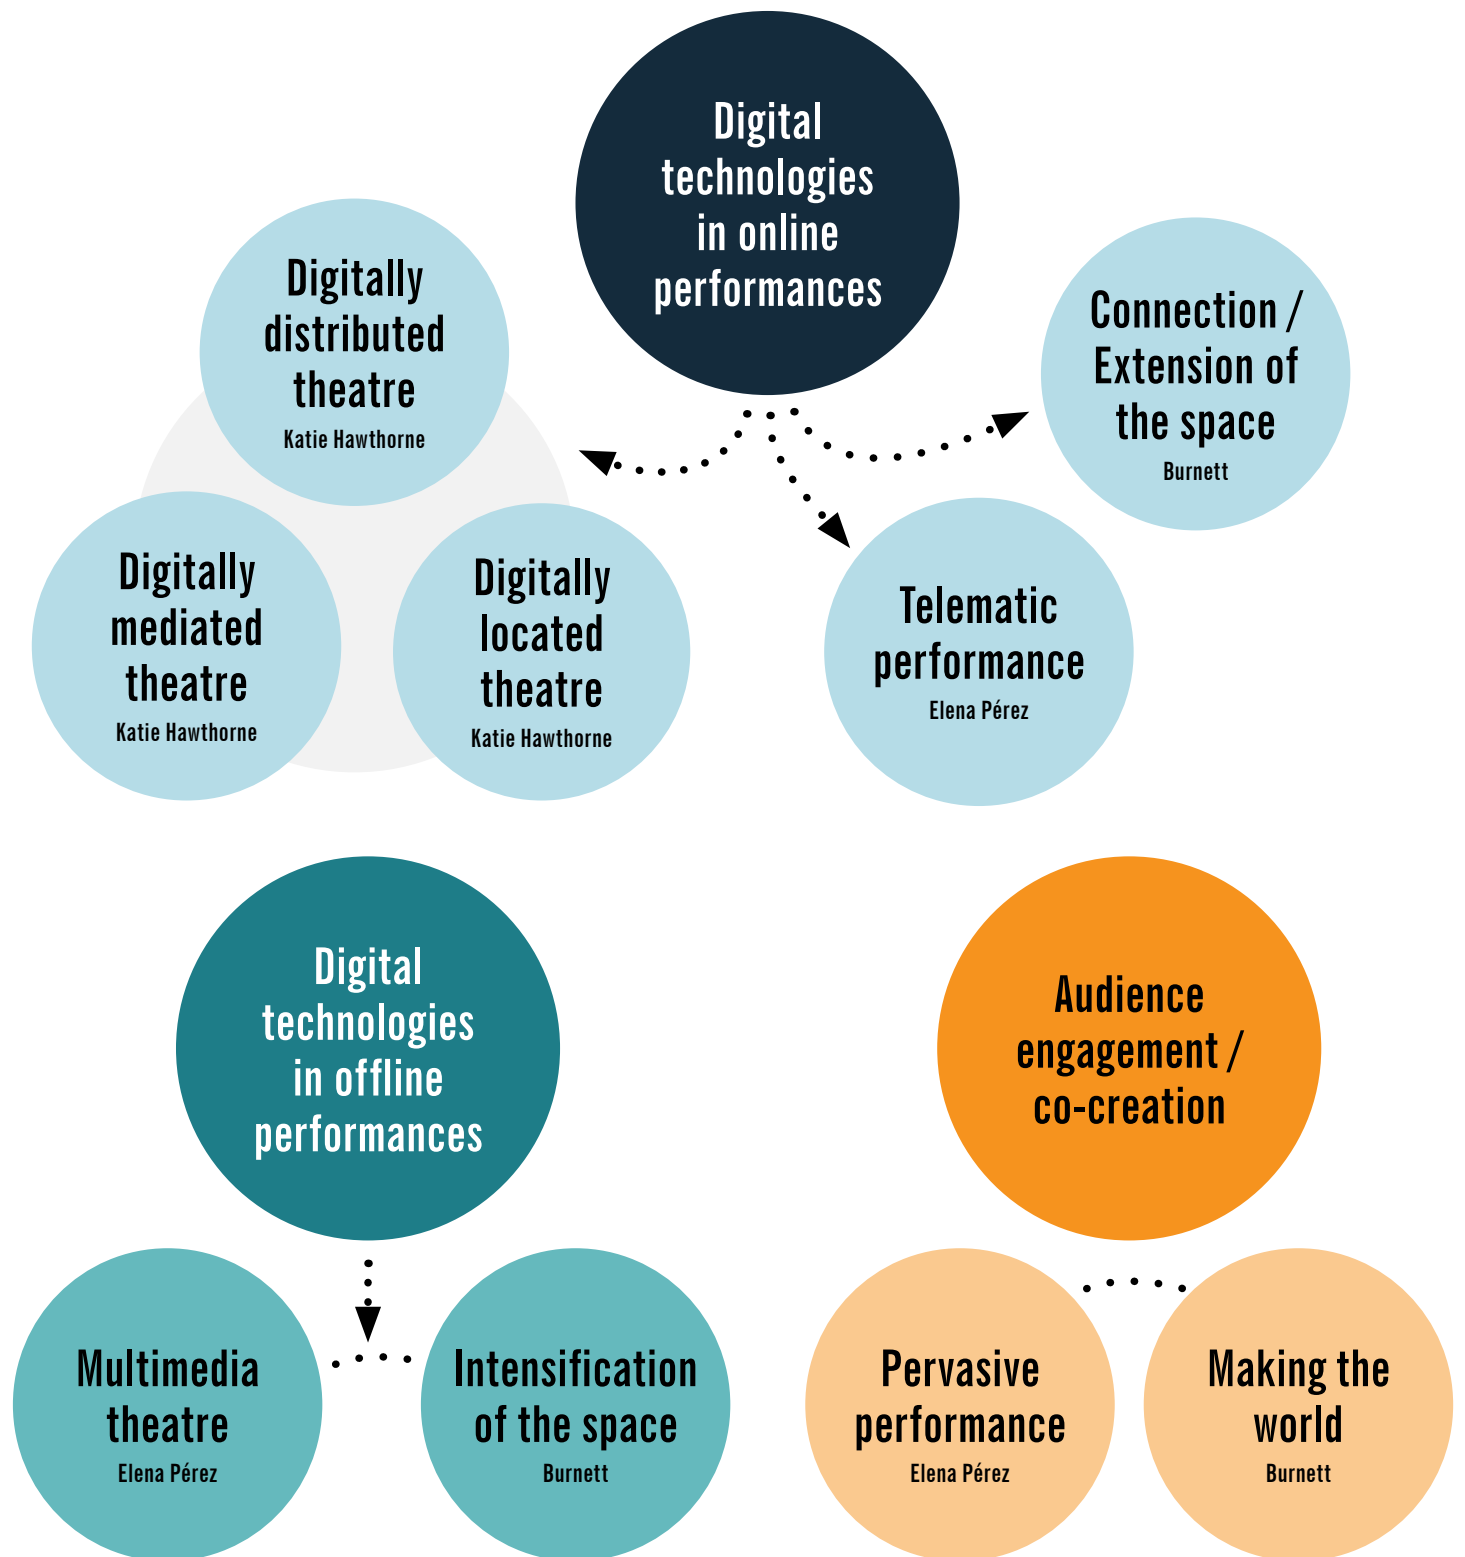 Digital
technologies
in online
performances
Digitally
distributed
theatre
Katie Hawthorne
Connection /
Extension of
the space
Burnett
Digitally
mediated
theatre
Katie Hawthorne
Digitally
located
theatre
Katie Hawthorne
Telematic
performance
Elena Pérez
Digital
technologies
in offline
performances
Audience
engagement /
co-creation
Multimedia
theatre
Elena Pérez
Intensification
of the space
Burnett
Pervasive
performance
Elena Pérez
Making the
world
Burnett